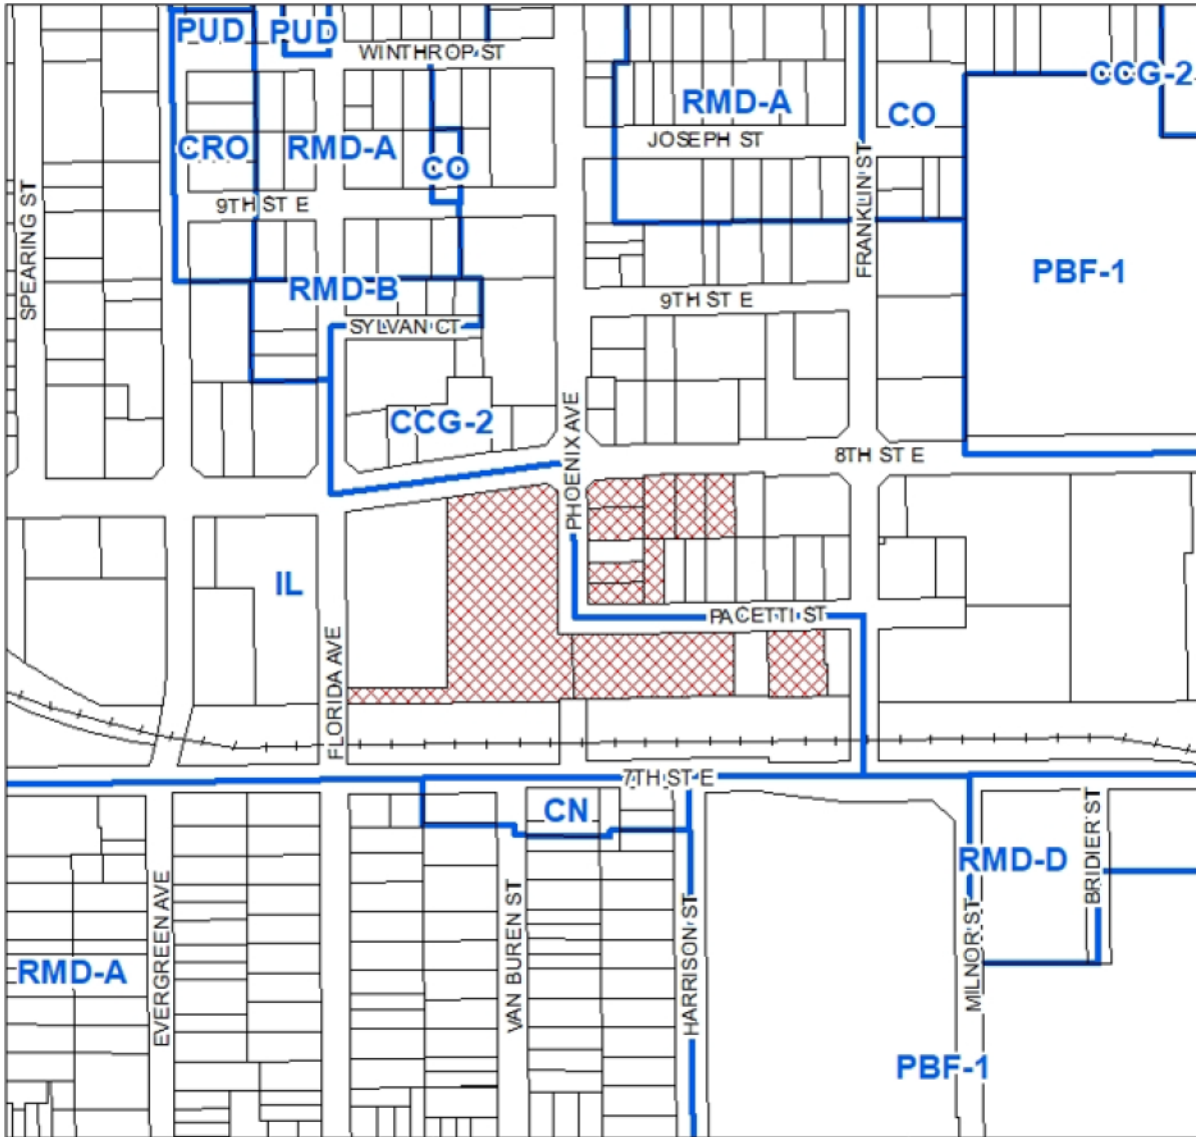 PUD
PUD
WINTHROP ST
CCG-2
RMD-A
CO
JOSEPH ST
CRO
RMD-A
CO
9TH ST E
SPEARING ST
FRANKLIN ST
PBF-1
RMD-B
9TH ST E
SYLVAN CT
CCG-2
PHOENIX AVE
8TH ST E
IL
PACETTI ST
FLORIDA AVE
7TH ST E
CN
RMD-D
BRIDIER ST
EVERGREEN AVE
VAN BUREN ST
HARRISON ST
MILNOR ST
RMD-A
PBF-1